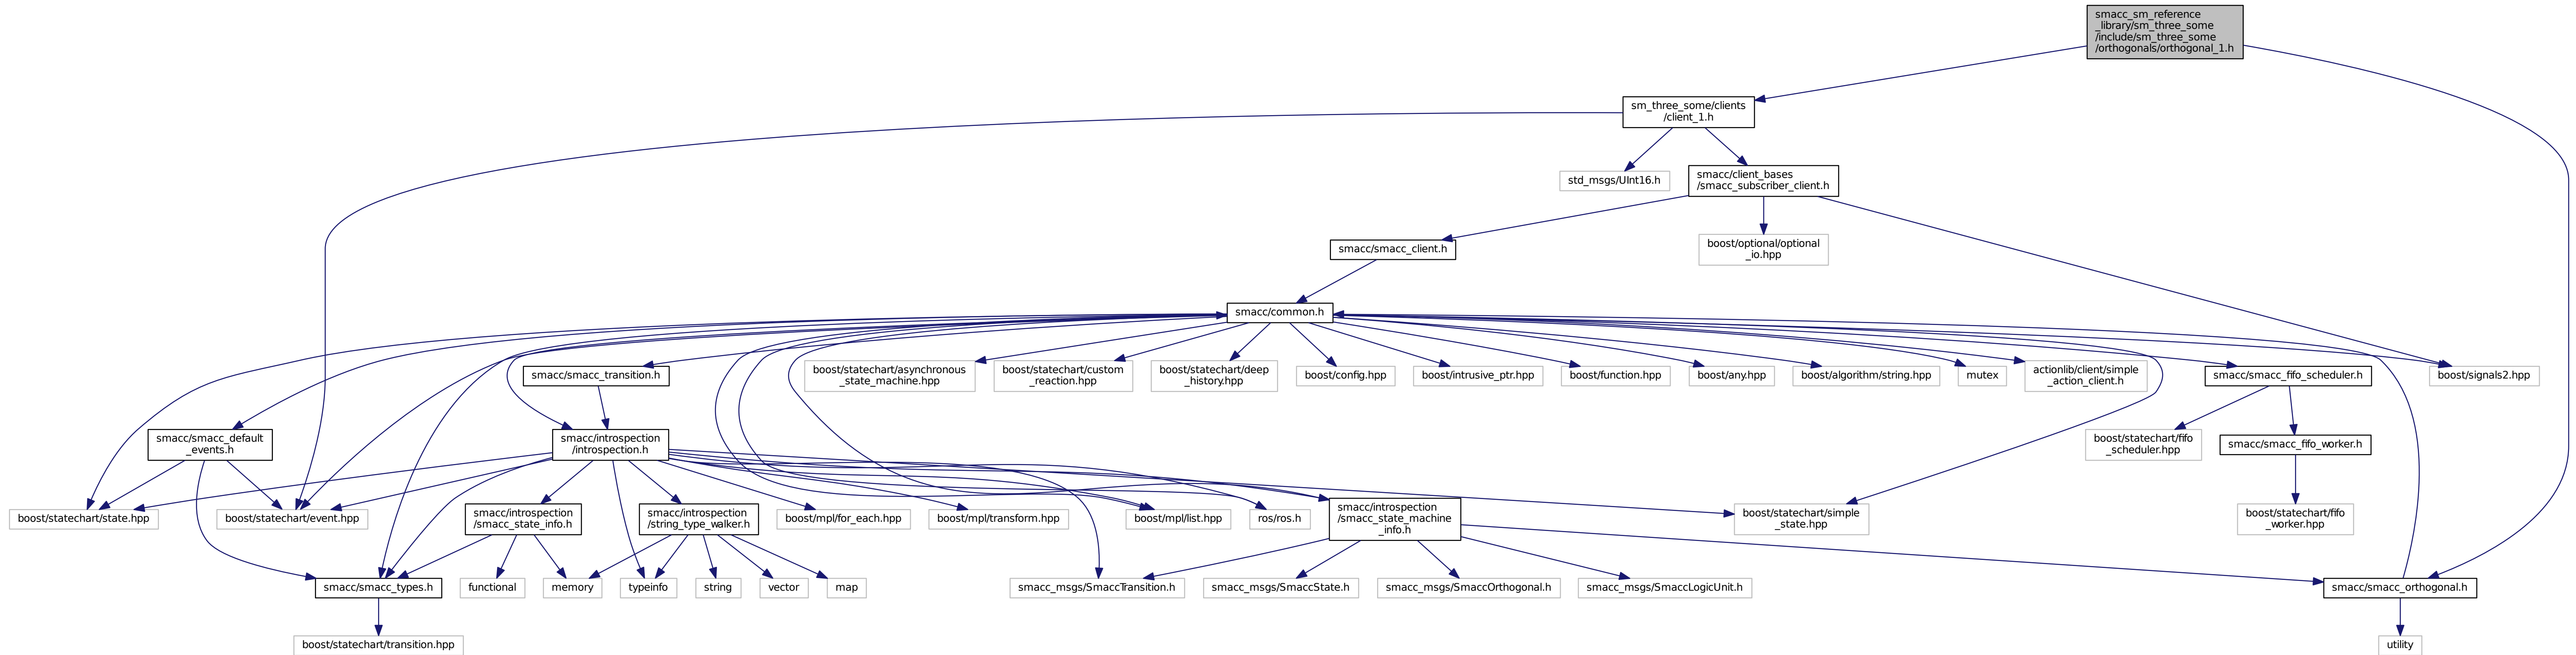 smacc_sm_reference
_library/sm_three_some
/include/sm_three_some
/orthogonals/orthogonal_1.h
sm_three_some/clients
/client_1.h
std_msgs/UInt16.h
smacc/client_bases
/smacc_subscriber_client.h
smacc/smacc_client.h
boost/optional/optional
_io.hpp
smacc/common.h
smacc/smacc_transition.h
boost/statechart/asynchronous
_state_machine.hpp
boost/statechart/custom
_reaction.hpp
boost/statechart/deep
_history.hpp
boost/config.hpp
boost/intrusive_ptr.hpp
boost/function.hpp
boost/any.hpp
boost/algorithm/string.hpp
mutex
actionlib/client/simple
_action_client.h
smacc/smacc_fifo_scheduler.h
boost/signals2.hpp
smacc/smacc_default
_events.h
smacc/introspection
/introspection.h
boost/statechart/fifo
_scheduler.hpp
smacc/smacc_fifo_worker.h
boost/statechart/state.hpp
boost/statechart/event.hpp
smacc/introspection
/smacc_state_info.h
smacc/introspection
/string_type_walker.h
boost/mpl/for_each.hpp
boost/mpl/transform.hpp
boost/mpl/list.hpp
ros/ros.h
smacc/introspection
/smacc_state_machine
_info.h
boost/statechart/simple
_state.hpp
boost/statechart/fifo
_worker.hpp
smacc/smacc_types.h
functional
memory
typeinfo
string
vector
map
smacc_msgs/SmaccTransition.h
smacc_msgs/SmaccState.h
smacc_msgs/SmaccOrthogonal.h
smacc_msgs/SmaccLogicUnit.h
smacc/smacc_orthogonal.h
boost/statechart/transition.hpp
utility